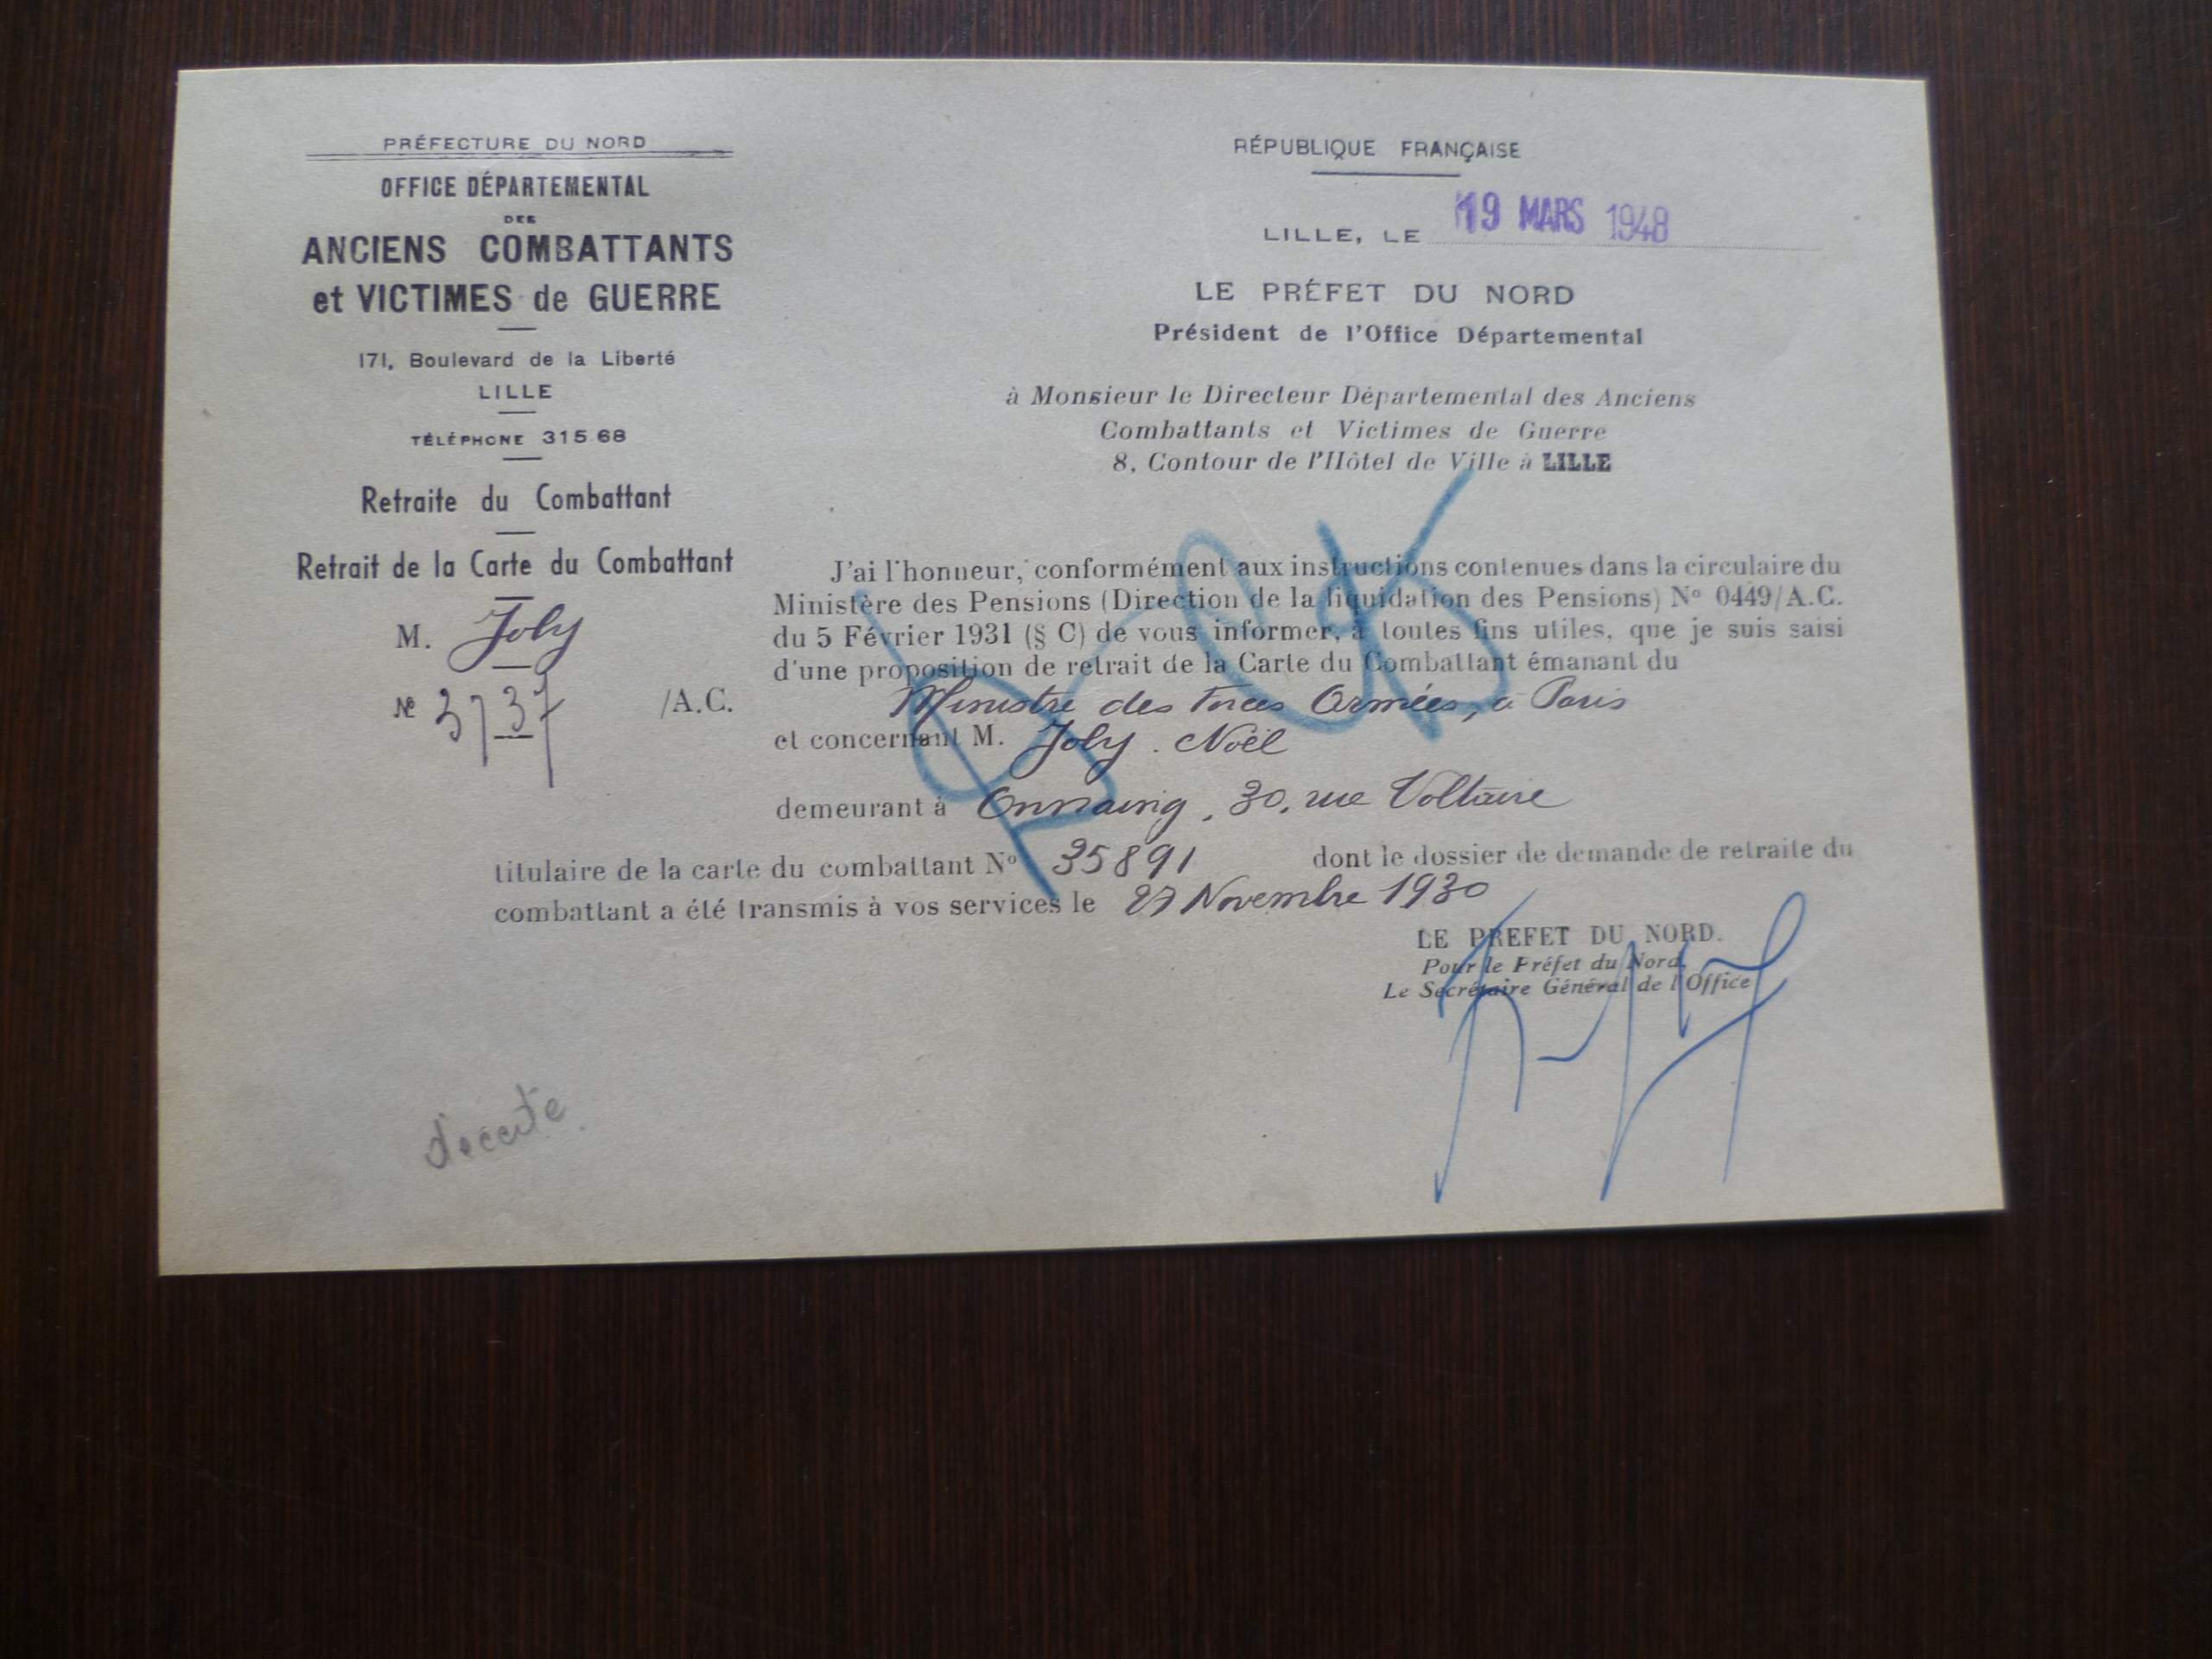 PRÉFECTURE DU NORD
OFFICE DÉPARTEMENTAL
DES
ANCIENS COMBATTANTS
et VICTIMES de GUERRE
171, Boulevard de la Liberté
LILLE
TÉLÉPHONE 315.68
Retraite du Combattant
Retrait de la Carte du Combattant
M. Joly
№ 3737 /A.C.
RÉPUBLIQUE FRANÇAISE
LILLE, LE 19 MARS 1948
LE PRÉFET DU NORD
Président de l'Office Départemental
à Monsieur le Directeur Départemental des Anciens
Combattants et Victimes de Guerre
8, Contour de l'Hôtel de Ville à LILLE
J'ai l'honneur, conformément aux instructions contenues dans la circulaire du
Ministère des Pensions (Direction de la liquidation des Pensions) No 0449/A.C.
du 5 Février 1931 (§ C) de vous informer, à toutes fins utiles, que je suis saisi
d'une proposition de retrait de la Carte du Combattant émanant du
Ministre des Forces Armées, à Paris
et concernant M. Joly Noël
demeurant à Onnaing, 30, rue Voltaire
titulaire de la carte du combattant No 35891 dont le dossier de demande de retraite du
combattant a été transmis à vos services le 27 Novembre 1930
LE PREFET DU NORD.
Pour le Préfet du Nord,
Le Secrétaire Général de l'Office